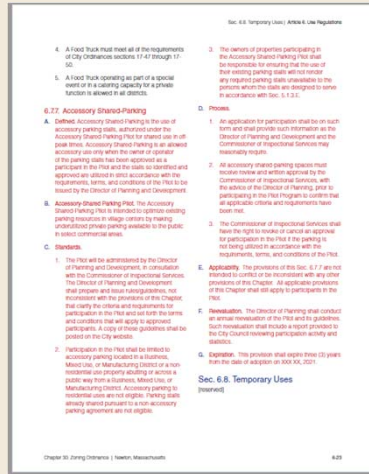 Sec. 6.8. Temporary Uses | Article 6. Use Regulations
4. A Food Truck must meet all of the requirements
of City Ordinances sections 17-47 through 17-
50.
5. A Food Truck operating as part of a special
event or in a catering capacity for a private
function is allowed in all districts.
6.7.7. Accessory Shared-Parking
A. Defined. Accessory Shared-Parking is the use of
accessory parking stalls, authorized under the
Accessory Shared-Parking Pilot for shared use in off-
peak times. Accessory Shared-Parking is an allowed
accessory use only when the owner or operator
of the parking stalls has been approved as a
participant in the Pilot and the stalls so identified and
approved are utilized in strict accordance with the
requirements, terms, and conditions of the Pilot to be
issued by the Director of Planning and Development.
B. Accessory-Shared Parking Pilot. The Accessory
Shared-Parking Pilot is intended to optimize existing
parking resources in village centers by making
underutilized private parking available to the public
in select commercial areas.
C. Standards.
1. The Pilot will be administered by the Director
of Planning and Development, in consultation
with the Commissioner of Inspectional Services.
The Director of Planning and Development
shall prepare and issue rules/guidelines, not
inconsistent with the provisions of this Chapter,
that clarify the criteria and requirements for
participation in the Pilot and set forth the terms
and conditions that will apply to approved
participants. A copy of these guidelines shall be
posted on the City website.
2. Participation in the Pilot shall be limited to
accessory parking located in a Business,
Mixed Use, or Manufacturing District or a non-
residential use property abutting or across a
public way from a Business, Mixed Use, or
Manufacturing District. Accessory parking to
residential uses are not eligible. Parking stalls
already shared pursuant to a non-accessory
parking agreement are not eligible.
3. The owners of properties participating in
the Accessory Shared-Parking Pilot shall
be responsible for ensuring that the use of
their existing parking stalls will not render
any required parking stalls unavailable to the
persons whom the stalls are designed to serve
in accordance with Sec. 5.1.3.E.
D. Process.
1. An application for participation shall be on such
form and shall provide such information as the
Director of Planning and Development and the
Commissioner of Inspectional Services may
reasonably require.
2. All accessory shared parking spaces must
receive review and written approval by the
Commissioner of Inspectional Services, with
the advice of the Director of Planning, prior to
participating in the Pilot Program to confirm that
all applicable criteria and requirements have
been met.
3. The Commissioner of Inspectional Services shall
have the right to revoke or cancel an approval
for participation in the Pilot if the parking is
not being utilized in accordance with the
requirements, terms, and conditions of the Pilot.
E. Applicability. The provisions of this Sec. 6.7.7 are not
intended to conflict or be inconsistent with any other
provisions of this Chapter. All applicable provisions
of this Chapter shall still apply to participants in the
Pilot.
F. Reevaluation. The Director of Planning shall conduct
an annual reevaluation of the Pilot and its guidelines.
Such reevaluation shall include a report provided to
the City Council reviewing participation activity and
statistics.
G. Expiration. This provision shall expire three (3) years
from the date of adoption on XXX XX, 2021.
Sec. 6.8. Temporary Uses
[reserved]
Chapter 30: Zoning Ordinance | Newton, Massachusetts
6-25